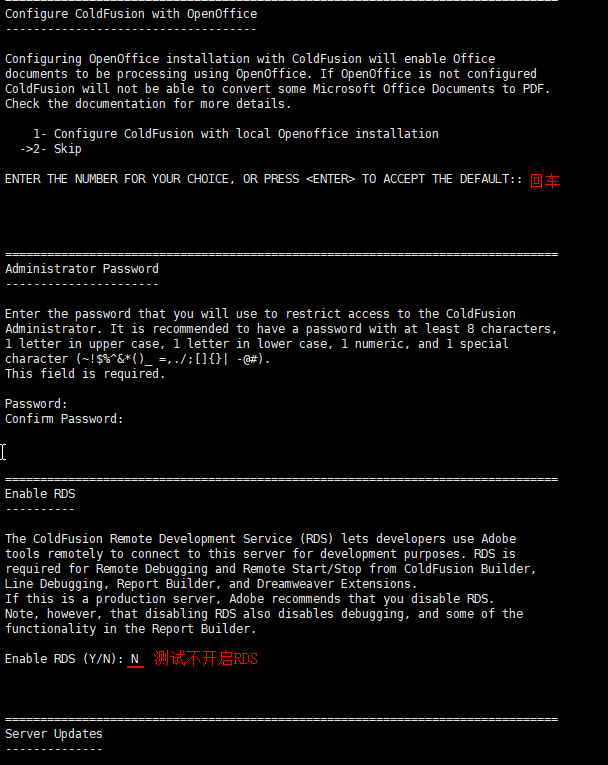 ==============================================================================
Configure ColdFusion with OpenOffice
------------------------------------
Configuring OpenOffice installation with ColdFusion will enable Office
documents to be processing using OpenOffice. If OpenOffice is not configured
ColdFusion will not be able to convert some Microsoft Office Documents to PDF.
Check the documentation for more details.
1- Configure ColdFusion with local Openoffice installation
->2- Skip
ENTER THE NUMBER FOR YOUR CHOICE, OR PRESS <ENTER> TO ACCEPT THE DEFAULT:: 回车
===============================================================================
Administrator Password
----------------------
Enter the password that you will use to restrict access to the ColdFusion
Administrator. It is recommended to have a password with at least 8 characters,
1 letter in upper case, 1 letter in lower case, 1 numeric, and 1 special
character (~!$%^&*()_ =,./;[]{}| -@#).
This field is required.
Password:
Confirm Password:
===============================================================================
Enable RDS
----------
The ColdFusion Remote Development Service (RDS) lets developers use Adobe
tools remotely to connect to this server for development purposes. RDS is
required for Remote Debugging and Remote Start/Stop from ColdFusion Builder,
Line Debugging, Report Builder, and Dreamweaver Extensions.
If this is a production server, Adobe recommends that you disable RDS.
Note, however, that disabling RDS also disables debugging, and some of the
functionality in the Report Builder.
Enable RDS (Y/N): N 测试不开启RDS
===============================================================================
Server Updates
--------------